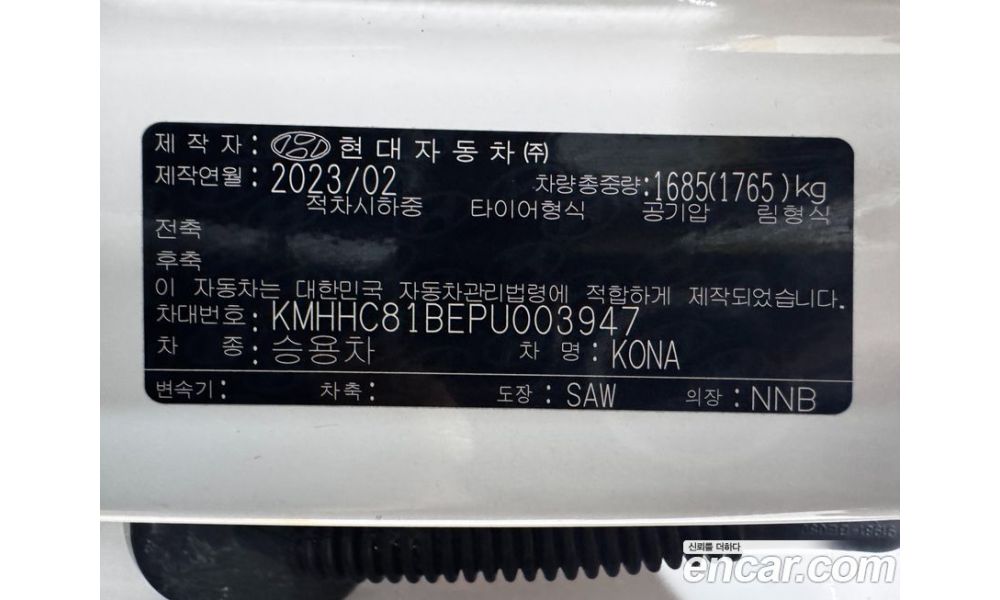 제 작 자 : 현대자동차㈜
제작연월 : 2023/02 차량총중량 : 1685(1765)kg
적차시하중 타이어형식 공기압 림형식
전축
후축
이 자동차는 대한민국 자동차관리법령에 적합하게 제작되었습니다.
차대번호 : KMHHC81BEPU003947
차 종 : 승용차 차 명 : KONA
변속기 : 차축 : 도장 : SAW 의장 : NNB
신뢰를 더하다
encar.com